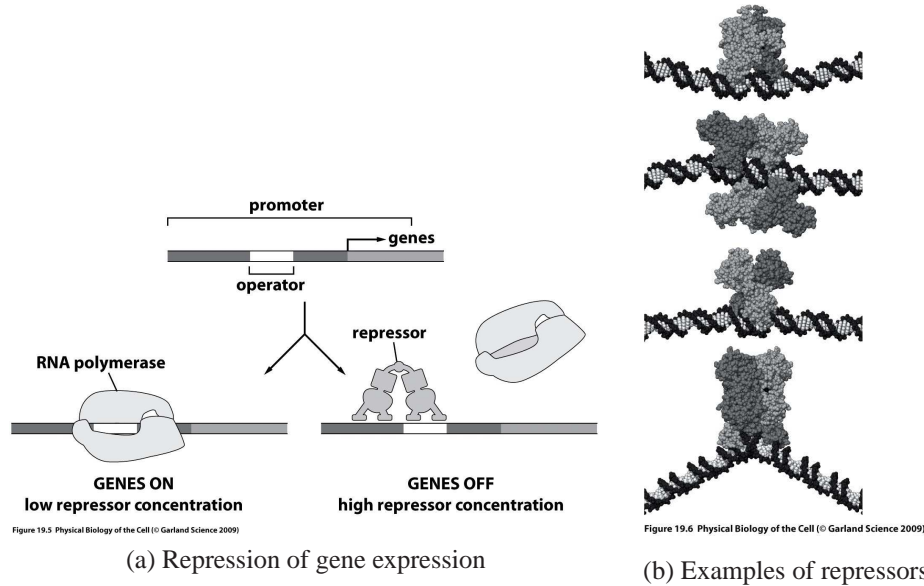 promoter
genes
operator
RNA polymerase
repressor
GENES ON
low repressor concentration
GENES OFF
high repressor concentration
Figure 19.5 Physical Biology of the Cell (© Garland Science 2009)
(a) Repression of gene expression
Figure 19.6 Physical Biology of the Cell (© Garland Science 2009)
(b) Examples of repressors